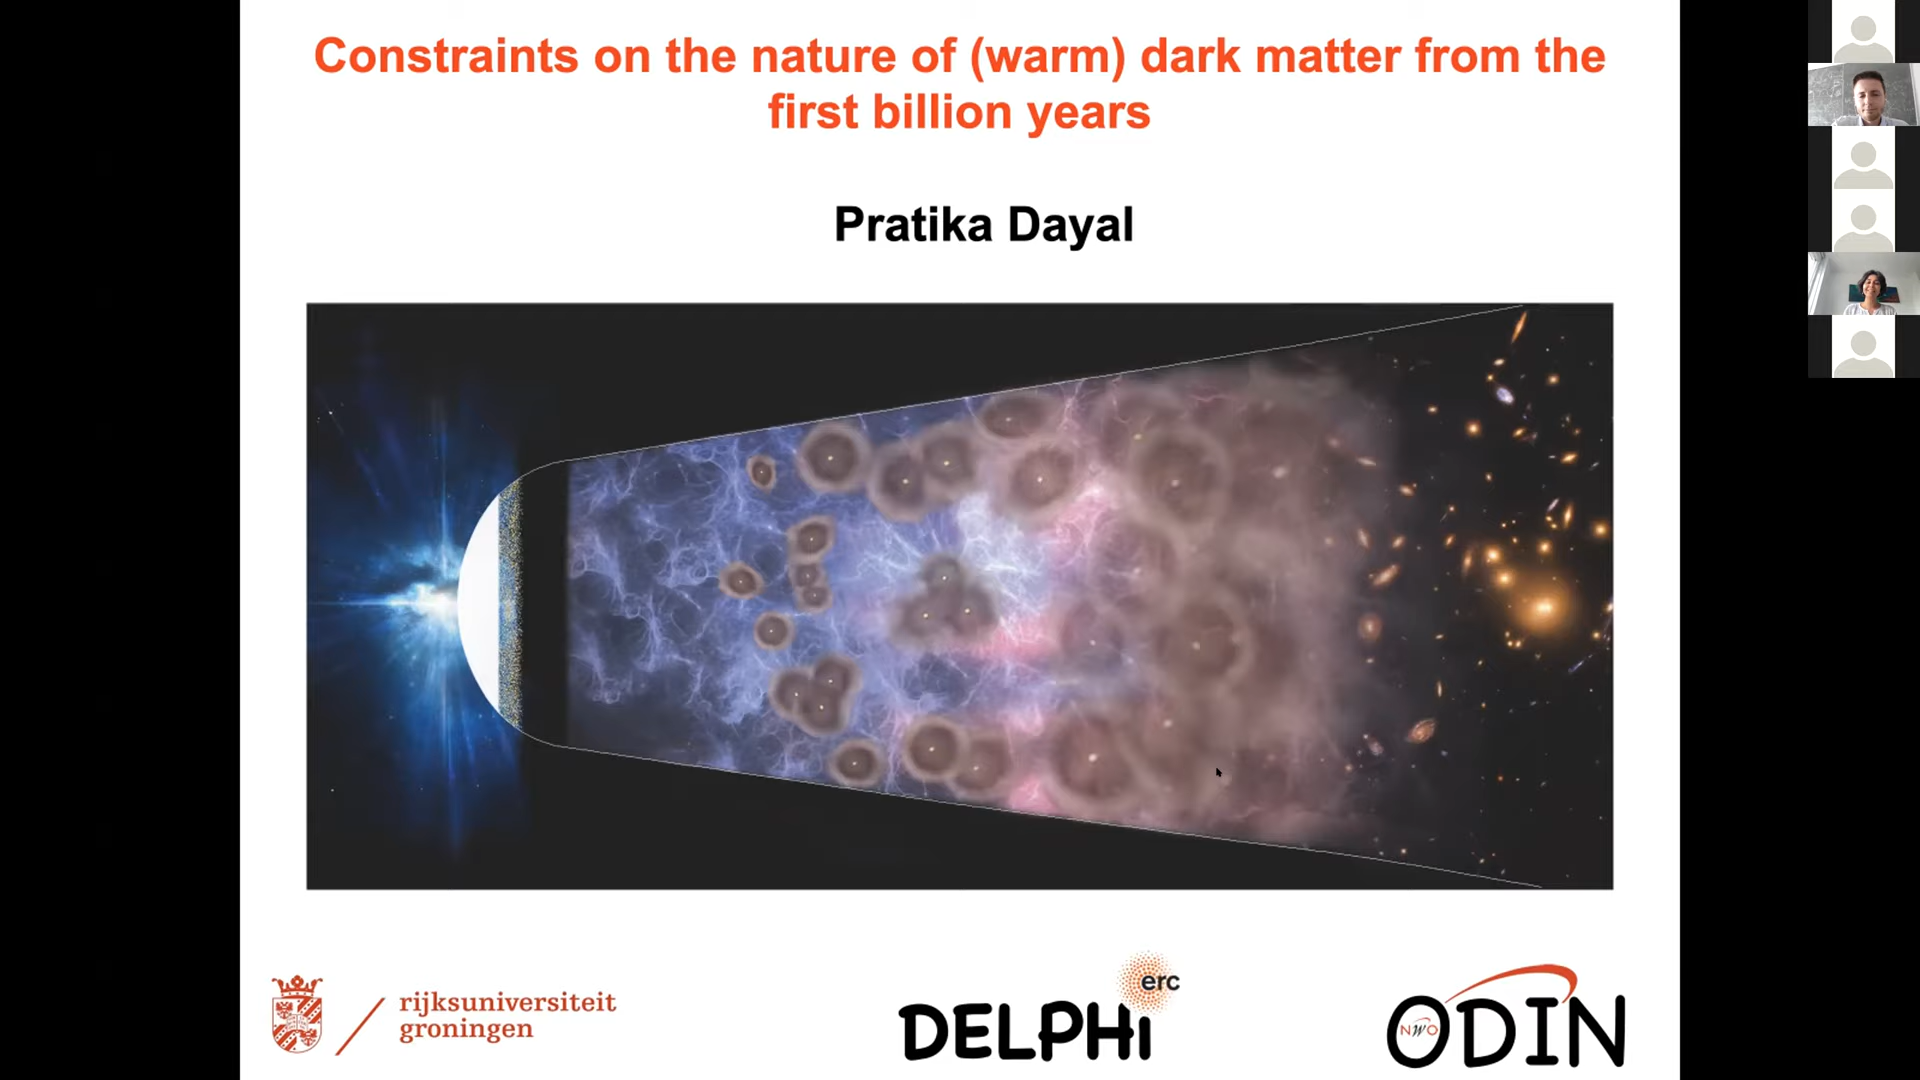 Constraints on the nature of (warm) dark matter from the
first billion years
Pratika Dayal
rijksuniversiteit
groningen
erc
DELPHi
NWO
ODIN